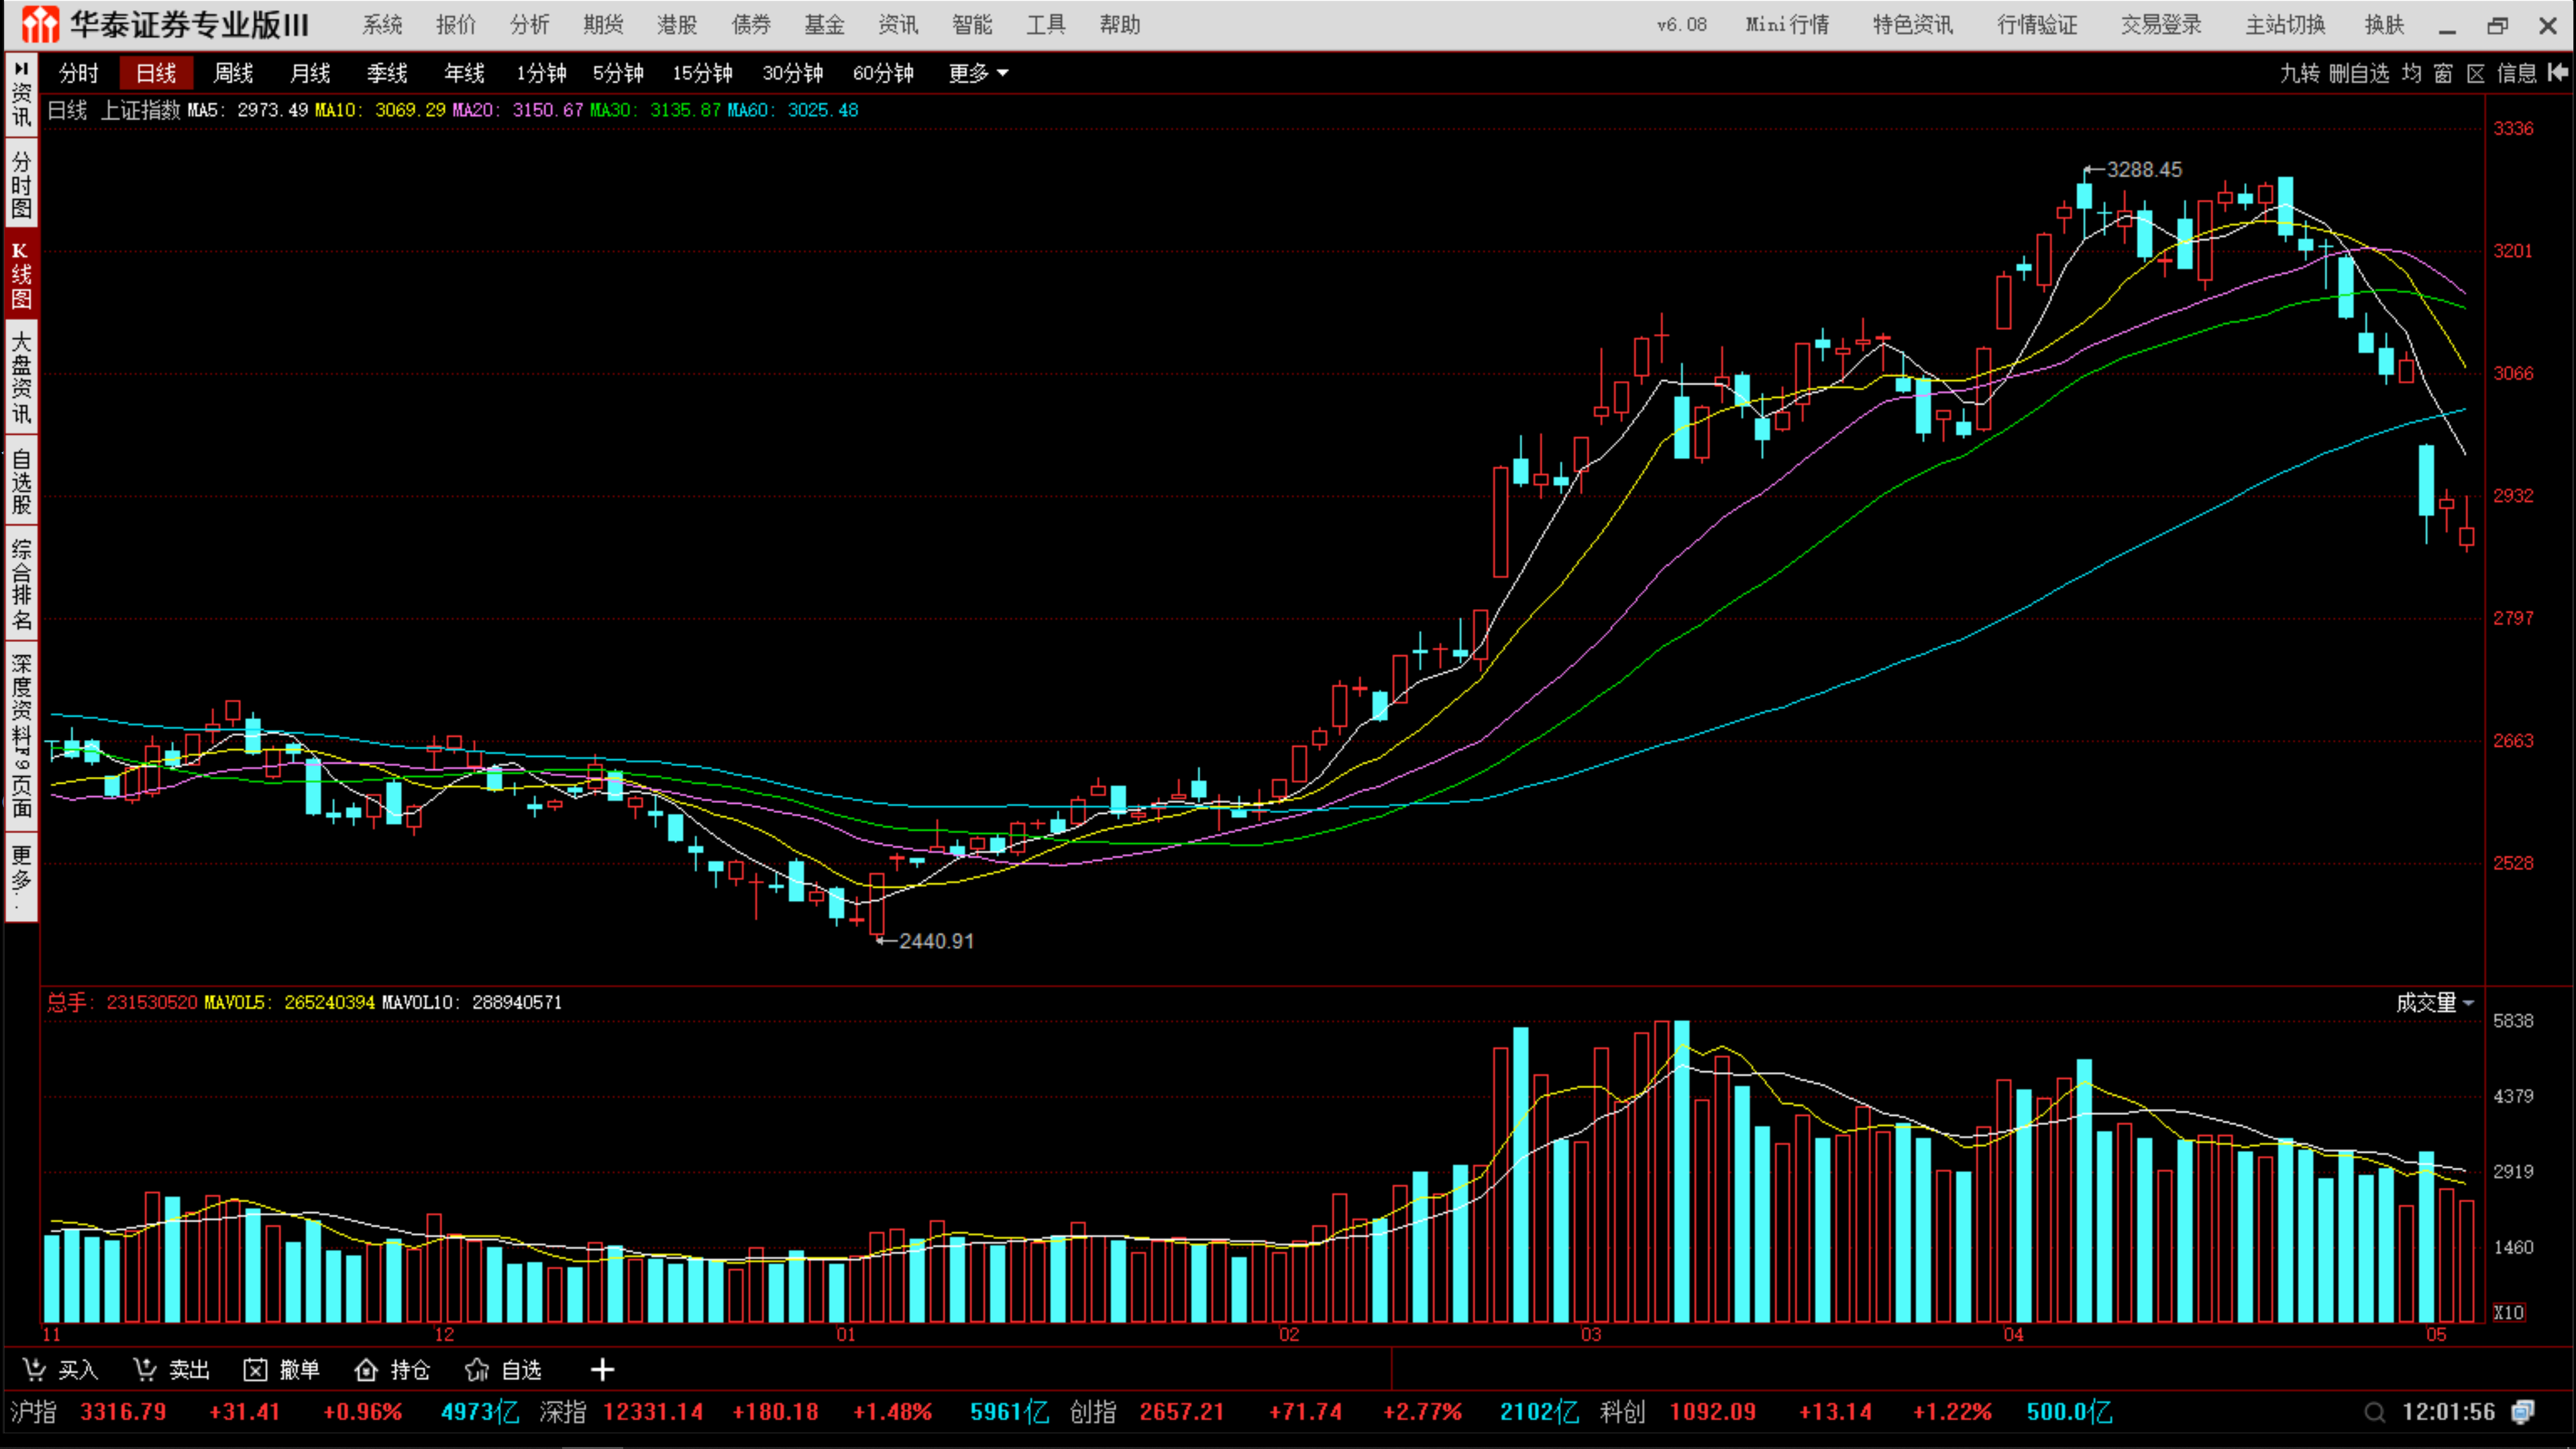 华泰证券专业版III 系统 报价 分析 期货 港股 债券 基金 资讯 智能 工具 帮助 v6.08 Mini行情 特色资讯 行情验证 交易登录 主站切换 换肤
分时 日线 周线 月线 季线 年线 1分钟 5分钟 15分钟 30分钟 60分钟 更多 九转 删自选 均 窗 区 信息
日线 上证指数 MA5: 2973.49 MA10: 3069.29 MA20: 3150.67 MA30: 3135.87 MA60: 3025.48
资讯
分时图
K线图
大盘资讯
自选股
综合排名
深度资料F9页面
更多..
3336
3288.45
3201
3066
2932
2797
2663
2528
2440.91
总手: 231530520 MAVOL5: 265240394 MAVOL10: 288940571 成交量
5838
4379
2919
1460
X10
11 12 01 02 03 04 05
买入 卖出 撤单 持仓 自选 +
沪指 3316.79 +31.41 +0.96% 4973亿 深指 12331.14 +180.18 +1.48% 5961亿 创指 2657.21 +71.74 +2.77% 2102亿 科创 1092.09 +13.14 +1.22% 500.0亿 12:01:56